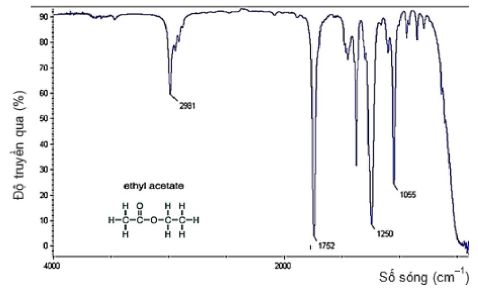 Độ truyền qua (%)
90
80
70
60
50
40
30
20
10
0
2981
ethyl acetate
H O H H
H-C-C-O-C-C-H
H H H
1752
1250
1055
4000
2000
Số sóng (cm⁻¹)